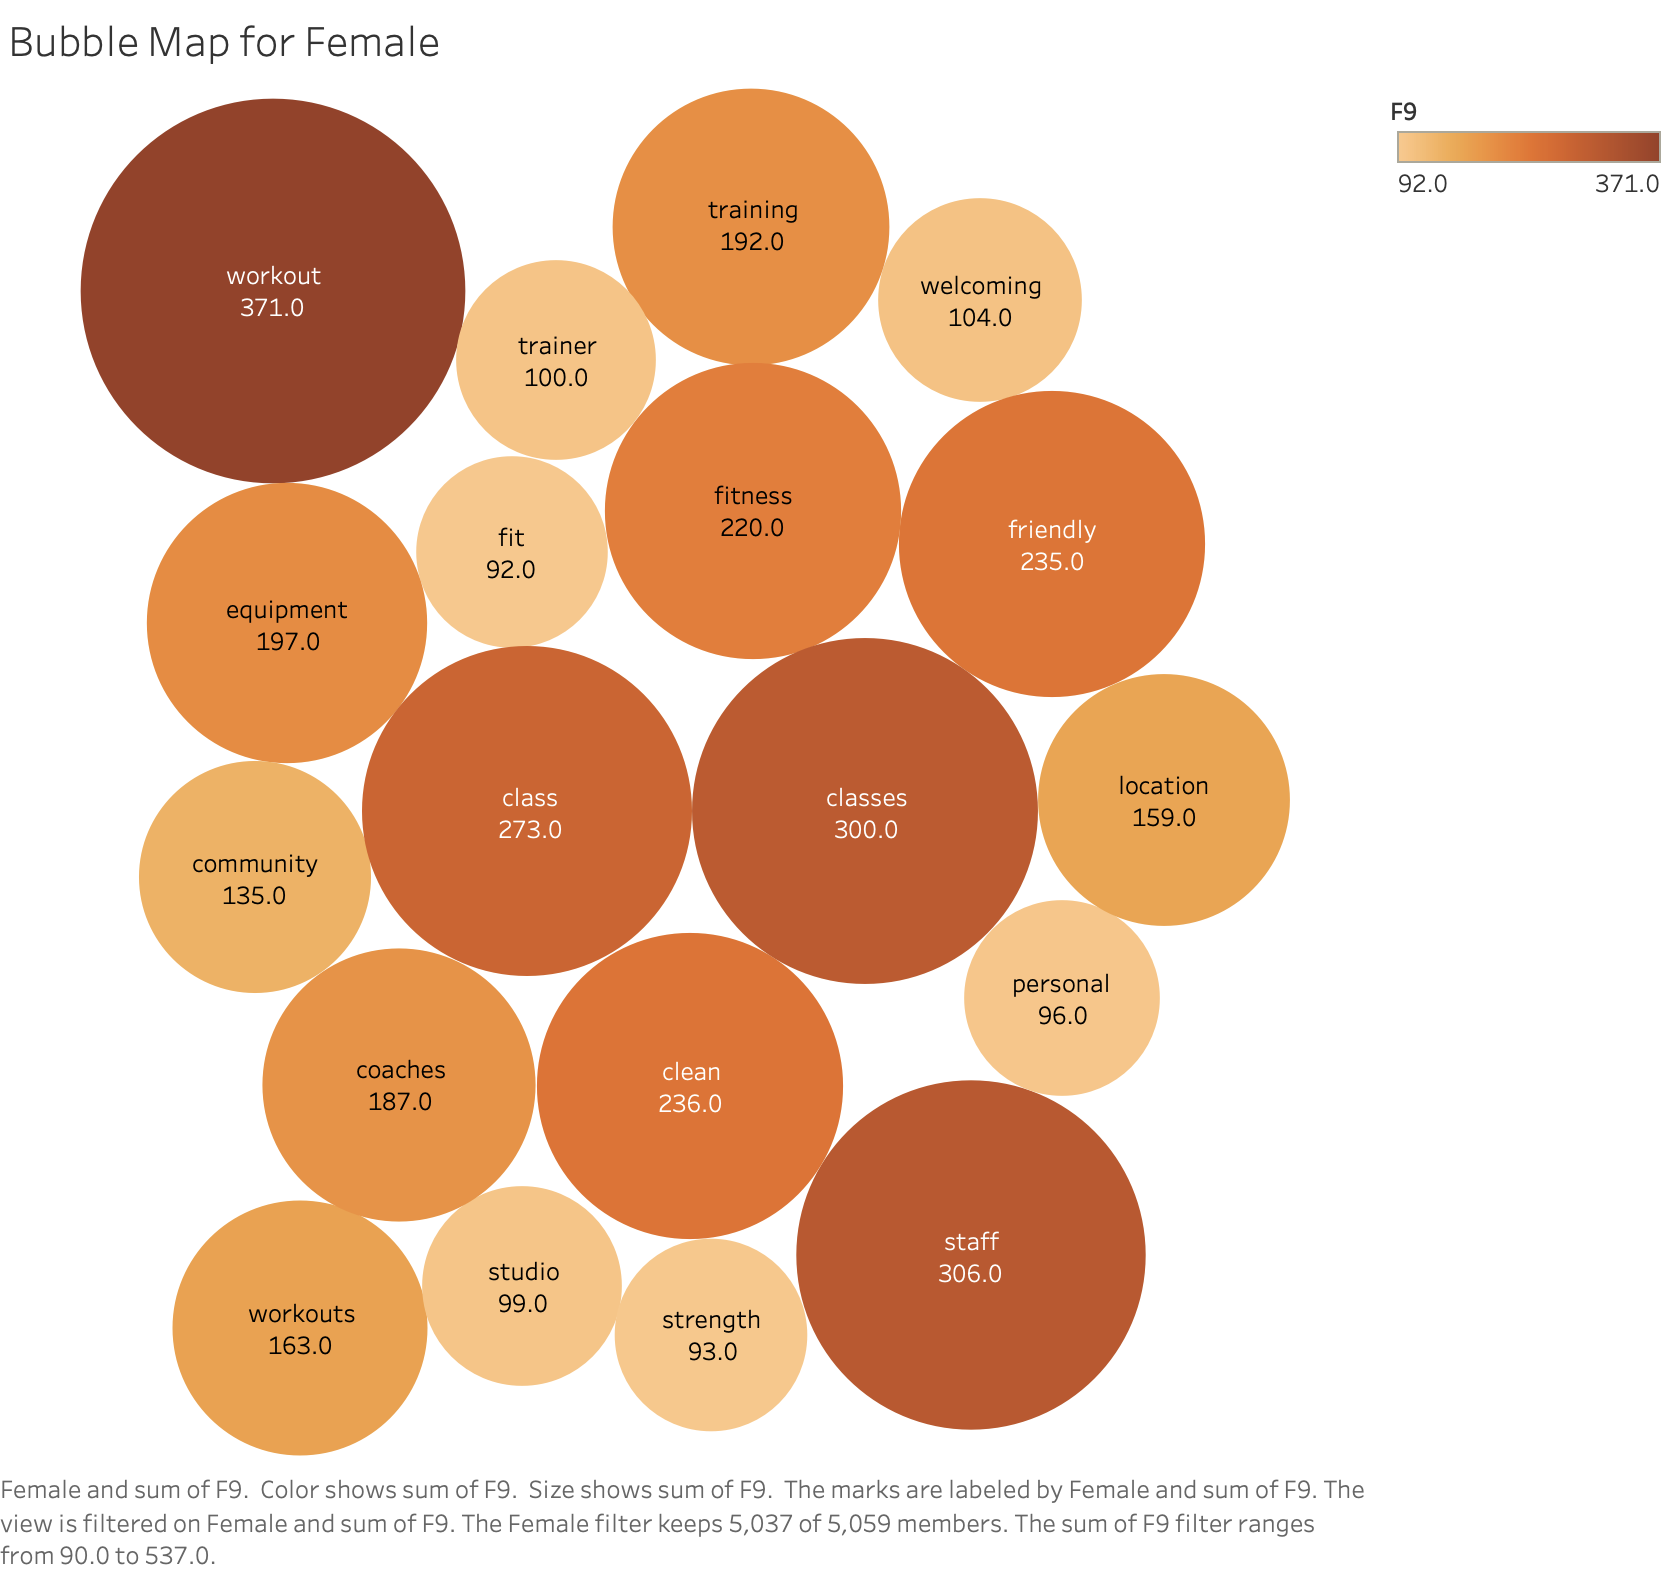 Bubble Map for Female
F9
92.0 371.0
workout
371.0
training
192.0
welcoming
104.0
trainer
100.0
fitness
220.0
friendly
235.0
fit
92.0
equipment
197.0
class
273.0
classes
300.0
location
159.0
community
135.0
personal
96.0
coaches
187.0
clean
236.0
staff
306.0
studio
99.0
workouts
163.0
strength
93.0
Female and sum of F9.  Color shows sum of F9.  Size shows sum of F9.  The marks are labeled by Female and sum of F9. The
view is filtered on Female and sum of F9. The Female filter keeps 5,037 of 5,059 members. The sum of F9 filter ranges
from 90.0 to 537.0.